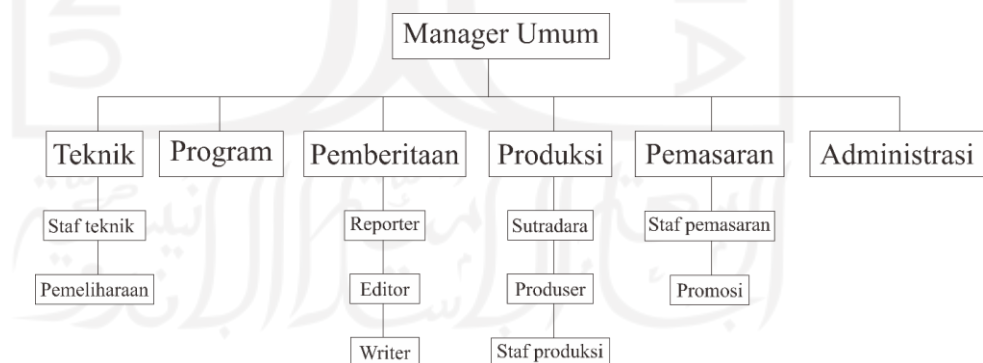 Manager Umum
Teknik
Program
Pemberitaan
Produksi
Pemasaran
Administrasi
Staf teknik
Reporter
Sutradara
Staf pemasaran
Pemeliharaan
Editor
Produser
Promosi
Writer
Staf produksi